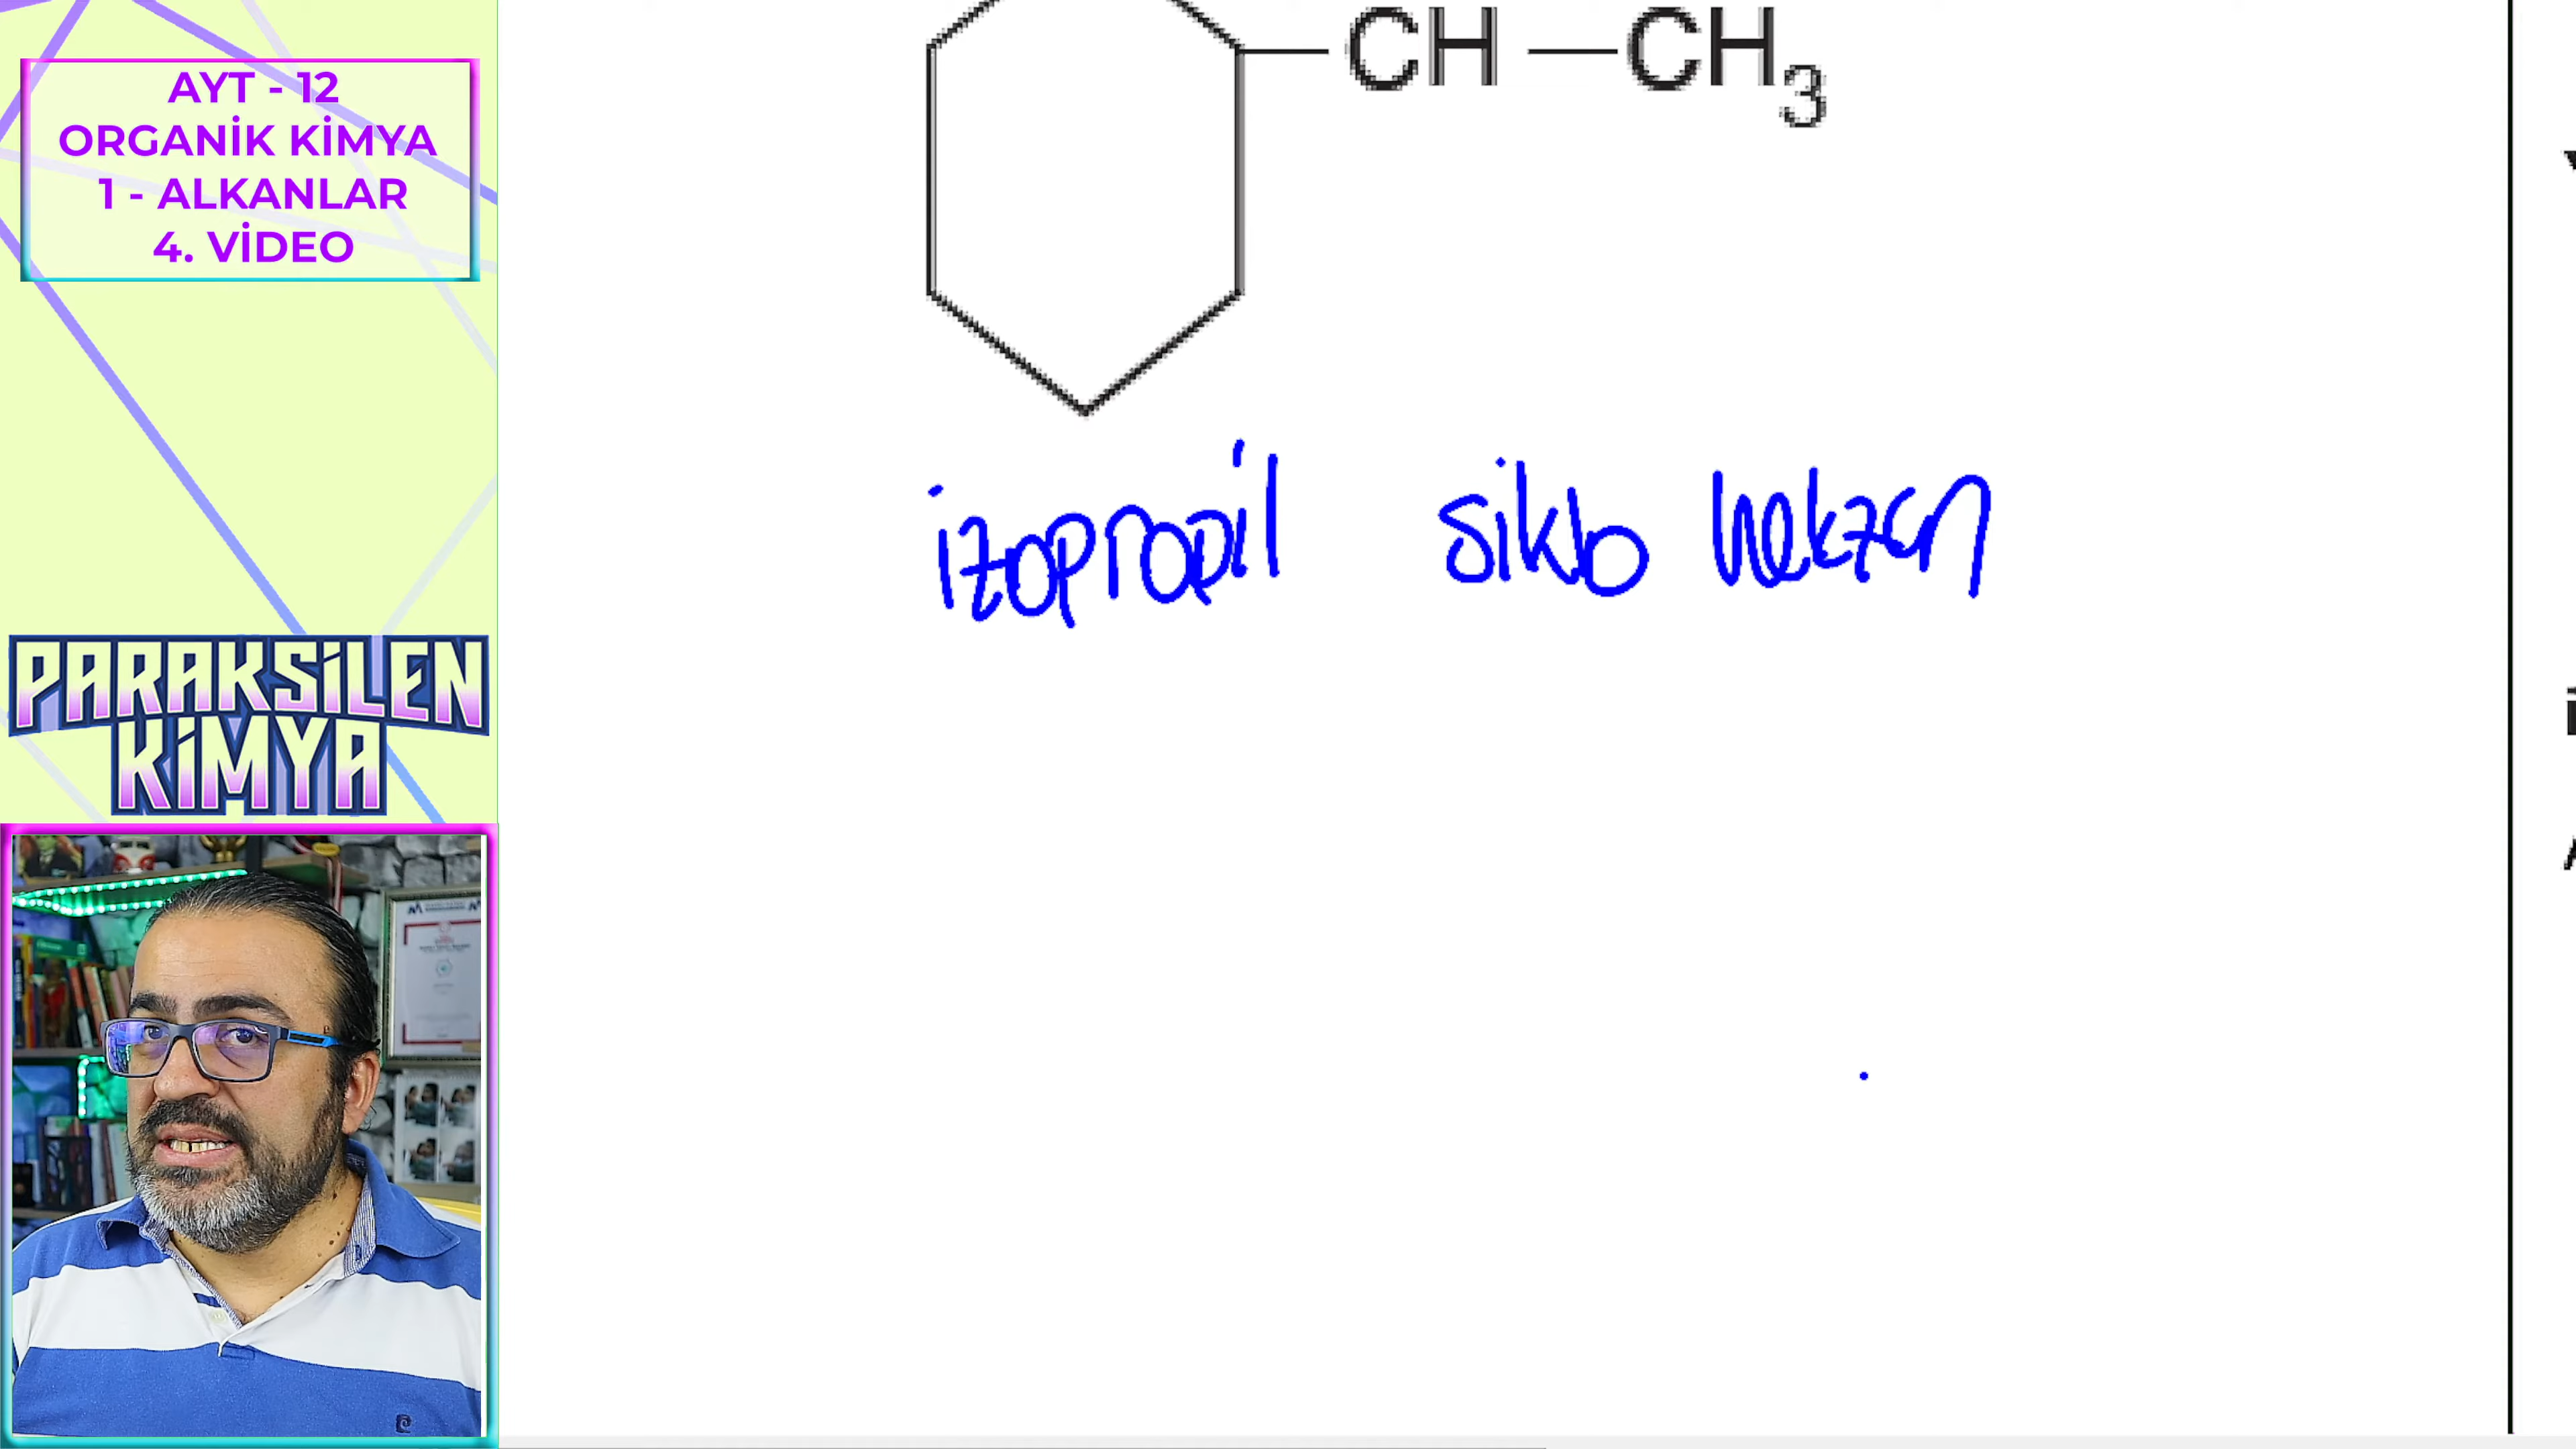 AYT - 12
ORGANİK KİMYA
1 - ALKANLAR
4. VİDEO
CH — CH3
izopropil siklo hekzan
PARAKSİLEN
KİMYA